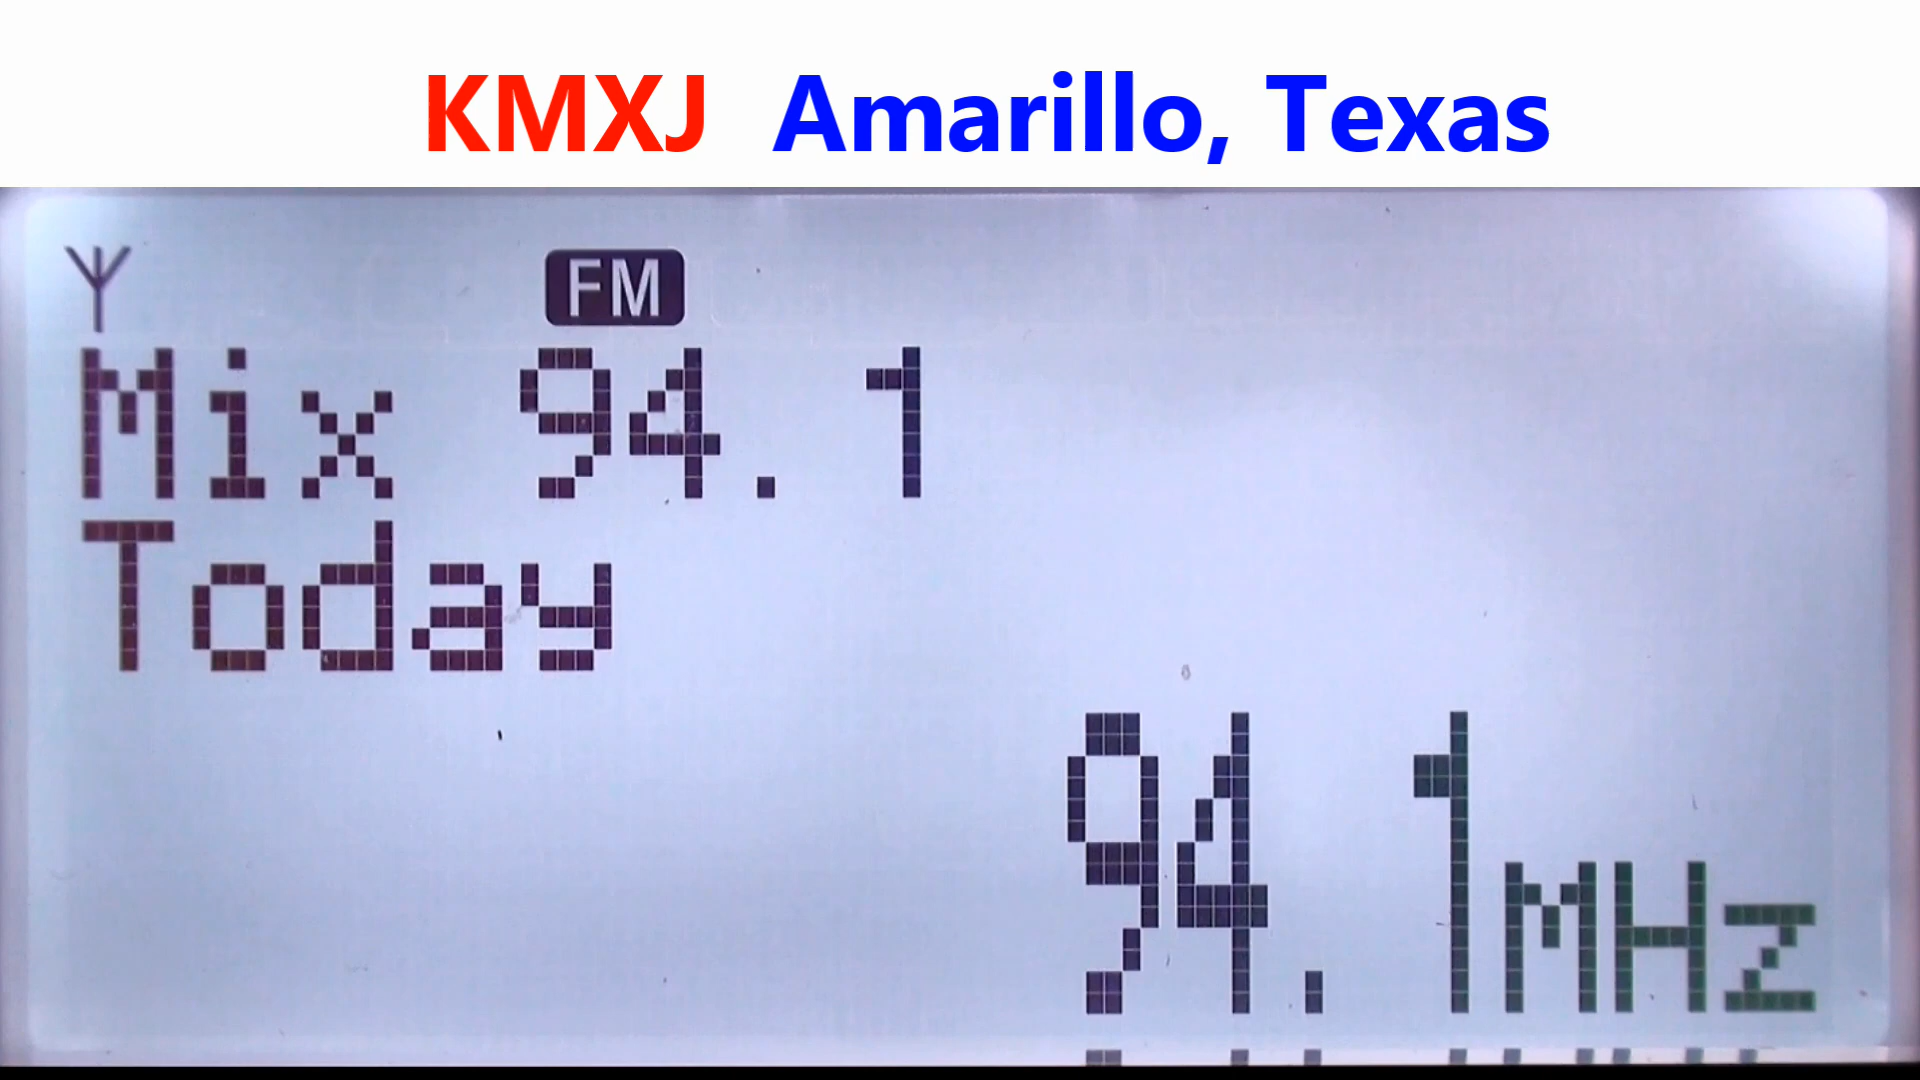 KMXJ Amarillo, Texas
FM
Mix 94.1
Today
94.1MHz